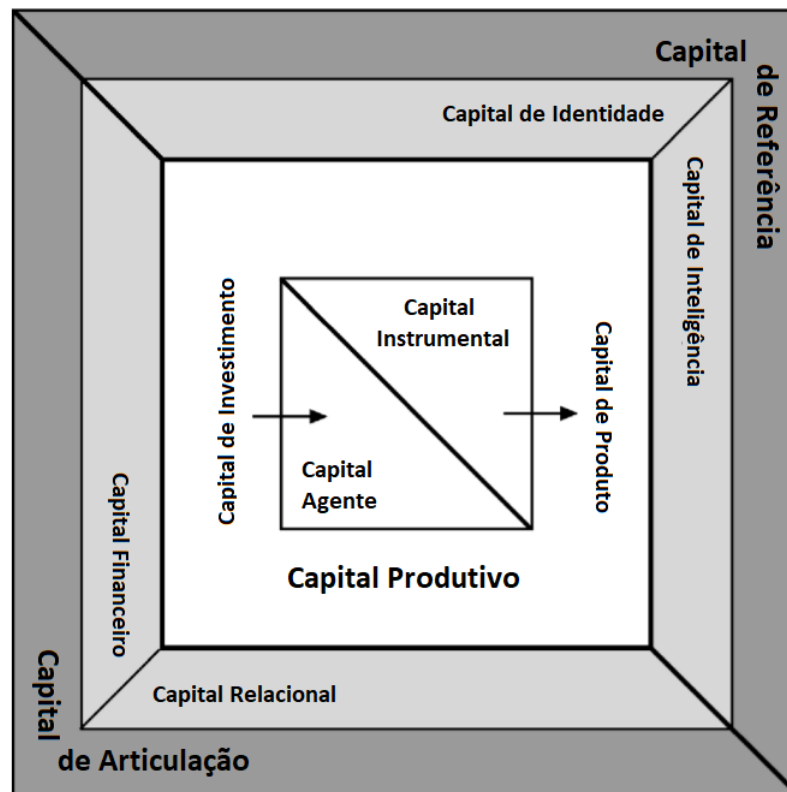 Capital
de Referência
Capital de Identidade
Capital de Inteligência
Capital de Investimento
Capital
Instrumental
Capital de Produto
Capital
Agente
Capital Produtivo
Capital Financeiro
Capital Relacional
Capital
de Articulação